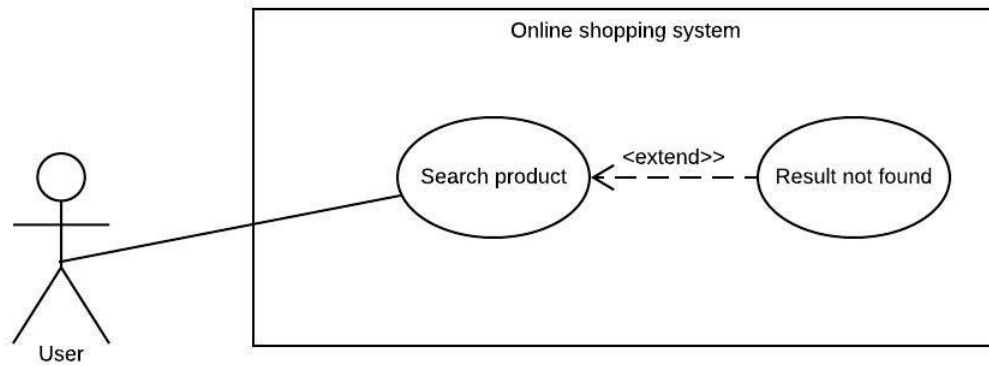 Online shopping system
Search product
<extend>>
Result not found
User